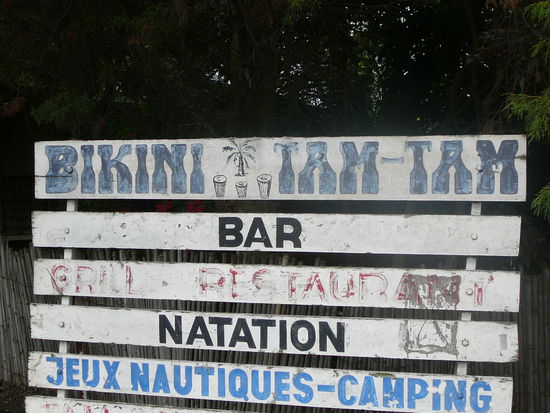 BIKINI TAM-TAM
BAR
GRILL RESTAURANT
NATATION
JEUX NAUTIQUES-CAMPING